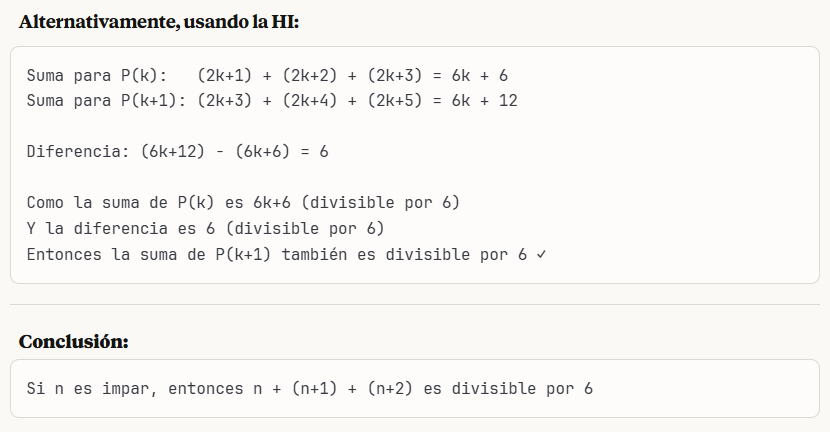 Alternativamente, usando la HI:
Suma para P(k):   (2k+1) + (2k+2) + (2k+3) = 6k + 6
Suma para P(k+1): (2k+3) + (2k+4) + (2k+5) = 6k + 12
Diferencia: (6k+12) - (6k+6) = 6
Como la suma de P(k) es 6k+6 (divisible por 6)
Y la diferencia es 6 (divisible por 6)
Entonces la suma de P(k+1) también es divisible por 6 ✓
Conclusión:
Si n es impar, entonces n + (n+1) + (n+2) es divisible por 6